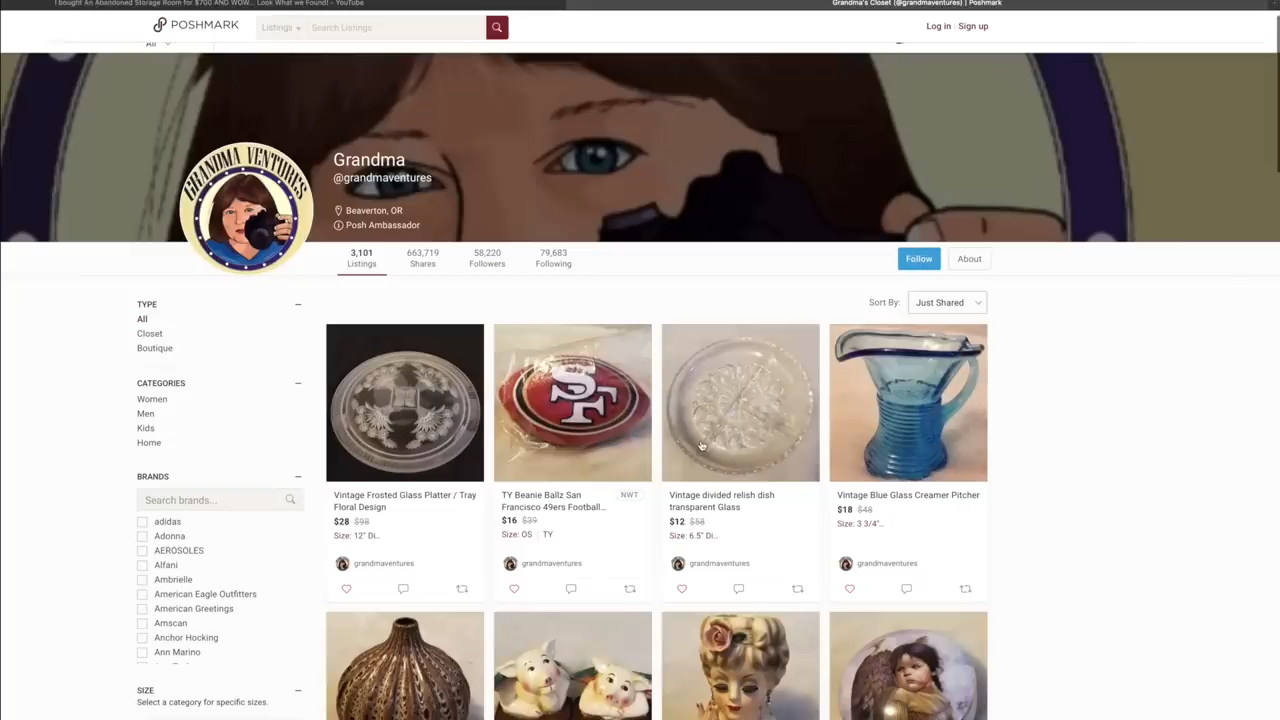 I bought An Abandoned Storage Room for $700 AND WOW... Look What we Found! - YouTube
Grandma's Closet (@grandmaventures) | Poshmark
POSHMARK
Listings
Search Listings
Log in
Sign up
All
GRANDMA VENTURES
Grandma
@grandmaventures
Beaverton, OR
Posh Ambassador
3,101
Listings
663,719
Shares
58,220
Followers
79,683
Following
Follow
About
Sort By:
Just Shared
TYPE
All
Closet
Boutique
CATEGORIES
Women
Men
Kids
Home
BRANDS
Search brands...
adidas
Adonna
AEROSOLES
Alfani
Ambrielle
American Eagle Outfitters
American Greetings
Amscan
Anchor Hocking
Ann Marino
SIZE
Select a category for specific sizes.
Vintage Frosted Glass Platter / Tray
Floral Design
$28 $98
Size: 12" Di...
grandmaventures
SF
TY Beanie Ballz San
Francisco 49ers Football...
NWT
$16 $39
Size: OS | TY
grandmaventures
Vintage divided relish dish
transparent Glass
$12 $58
Size: 6.5" Di...
grandmaventures
Vintage Blue Glass Creamer Pitcher
$18 $48
Size: 3 3/4"...
grandmaventures